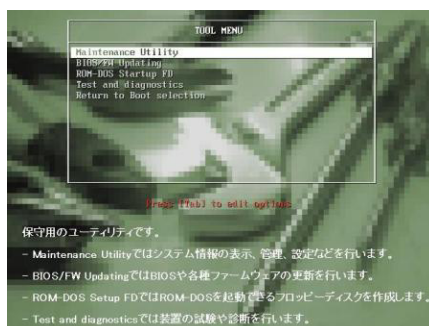 TOOL MENU
Maintenance Utility
BIOS/FW Updating
ROM-DOS Startup FD
Test and diagnostics
Return to Boot selection
Press [Tab] to edit options
保守用のユーティリティです。
- Maintenance Utilityではシステム情報の表示、管理、設定などを行います。
- BIOS/FW UpdatingではBIOSや各種ファームウェアの更新を行います。
- ROM-DOS Setup FDではROM-DOSを起動できるフロッピーディスクを作成します。
- Test and diagnosticsでは装置の試験や診断を行います。